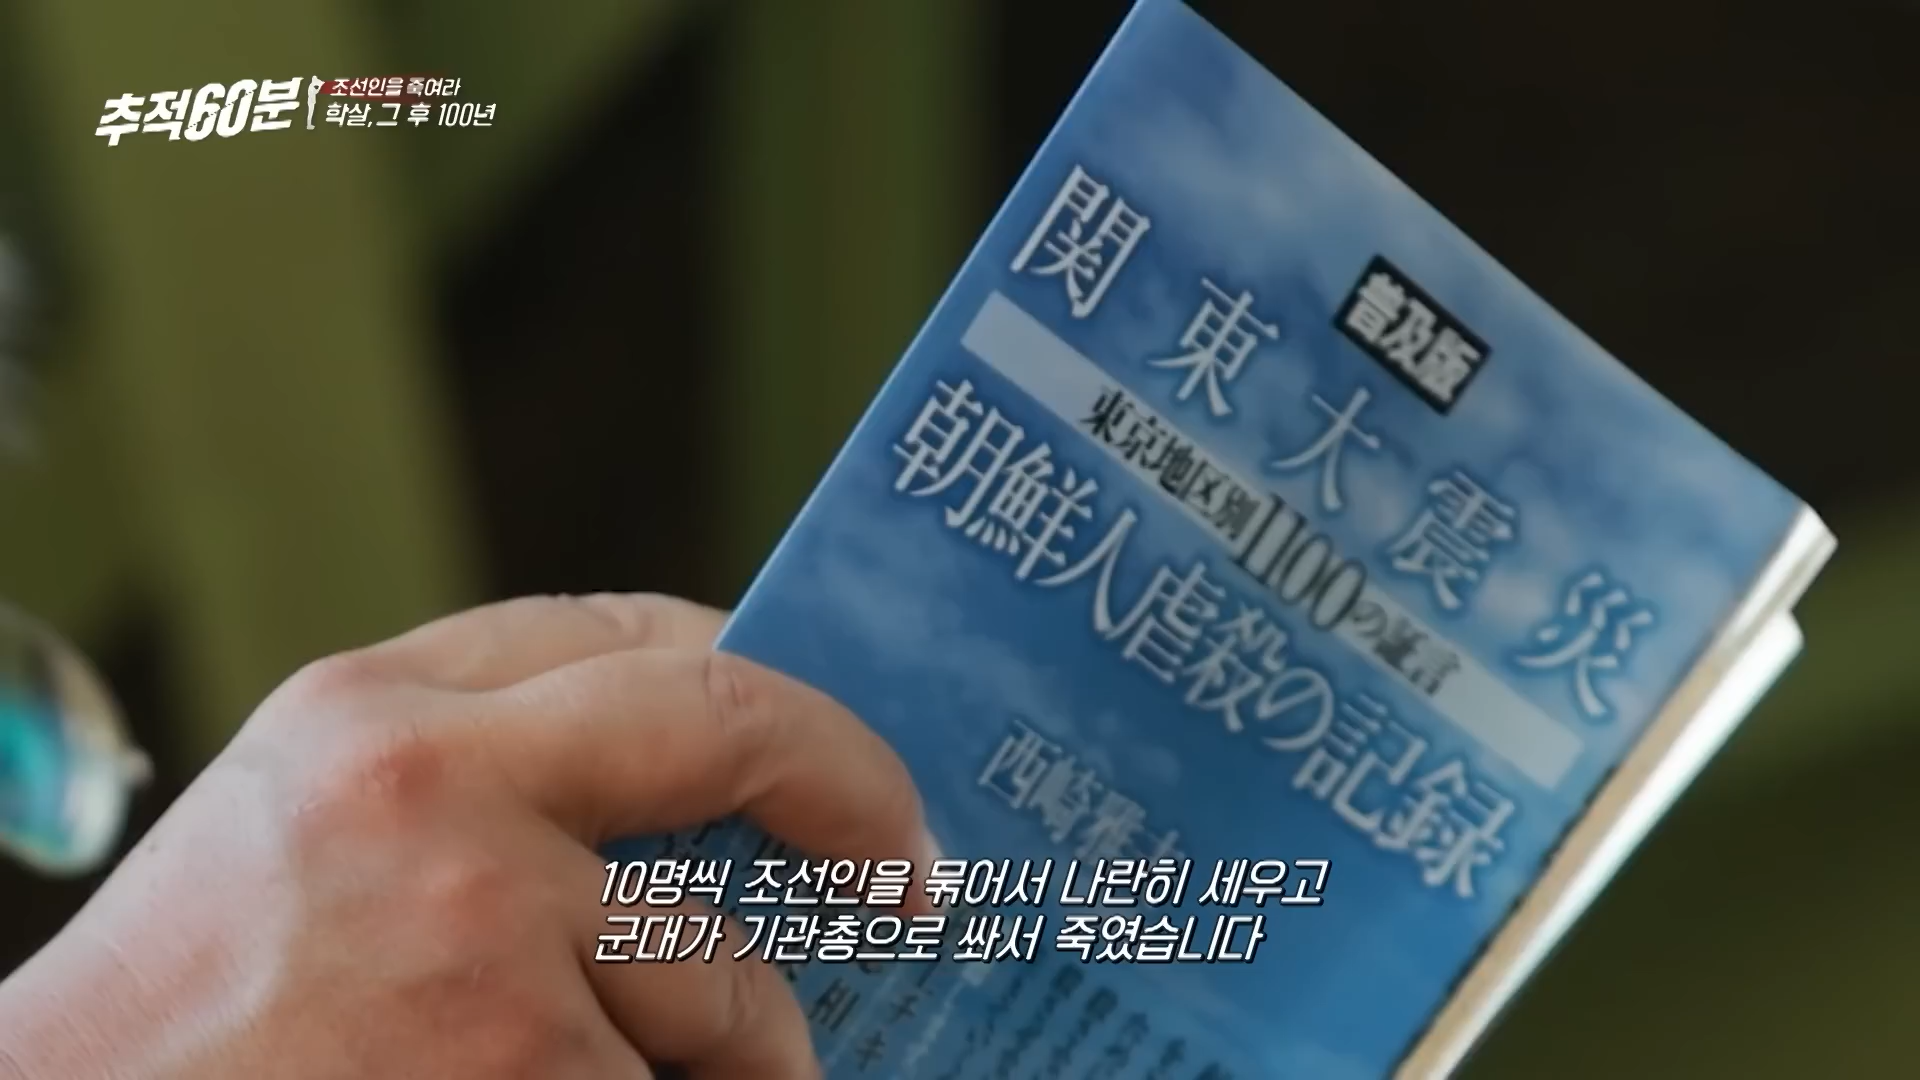 추적60분
조선인을 죽여라
학살, 그 후 100년
普及版
関東大震災
東京地区別1100の証言
朝鮮人虐殺の記録
西崎雅夫
10명씩 조선인을 묶어서 나란히 세우고
군대가 기관총으로 쏴서 죽였습니다